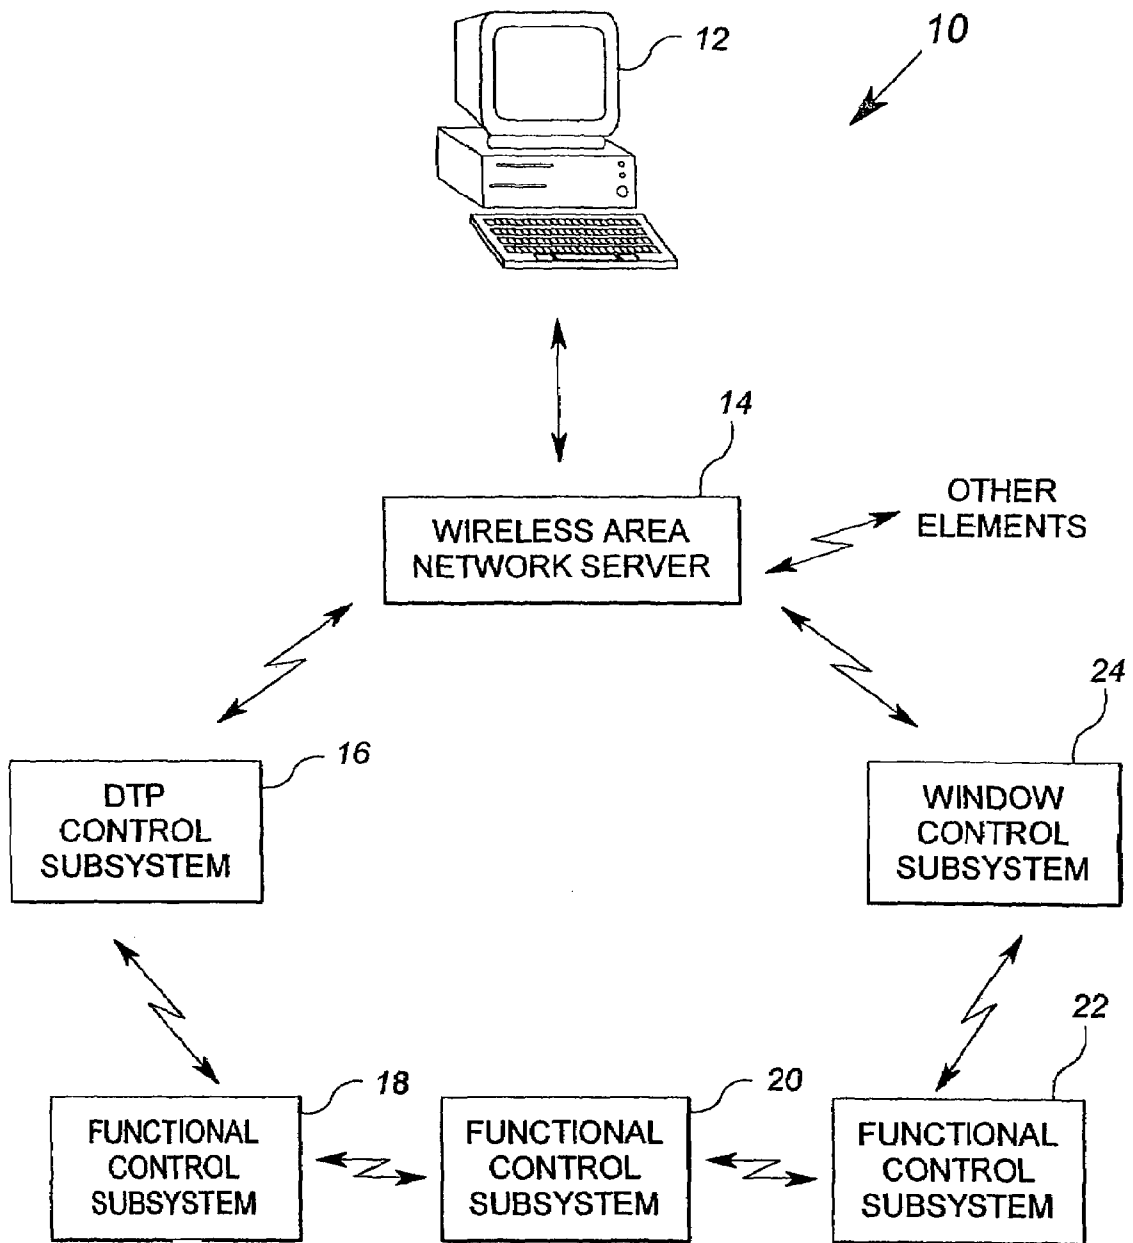 12
10
14
WIRELESS AREA
NETWORK SERVER
OTHER
ELEMENTS
16
DTP
CONTROL
SUBSYSTEM
24
WINDOW
CONTROL
SUBSYSTEM
18
FUNCTIONAL
CONTROL
SUBSYSTEM
20
FUNCTIONAL
CONTROL
SUBSYSTEM
22
FUNCTIONAL
CONTROL
SUBSYSTEM